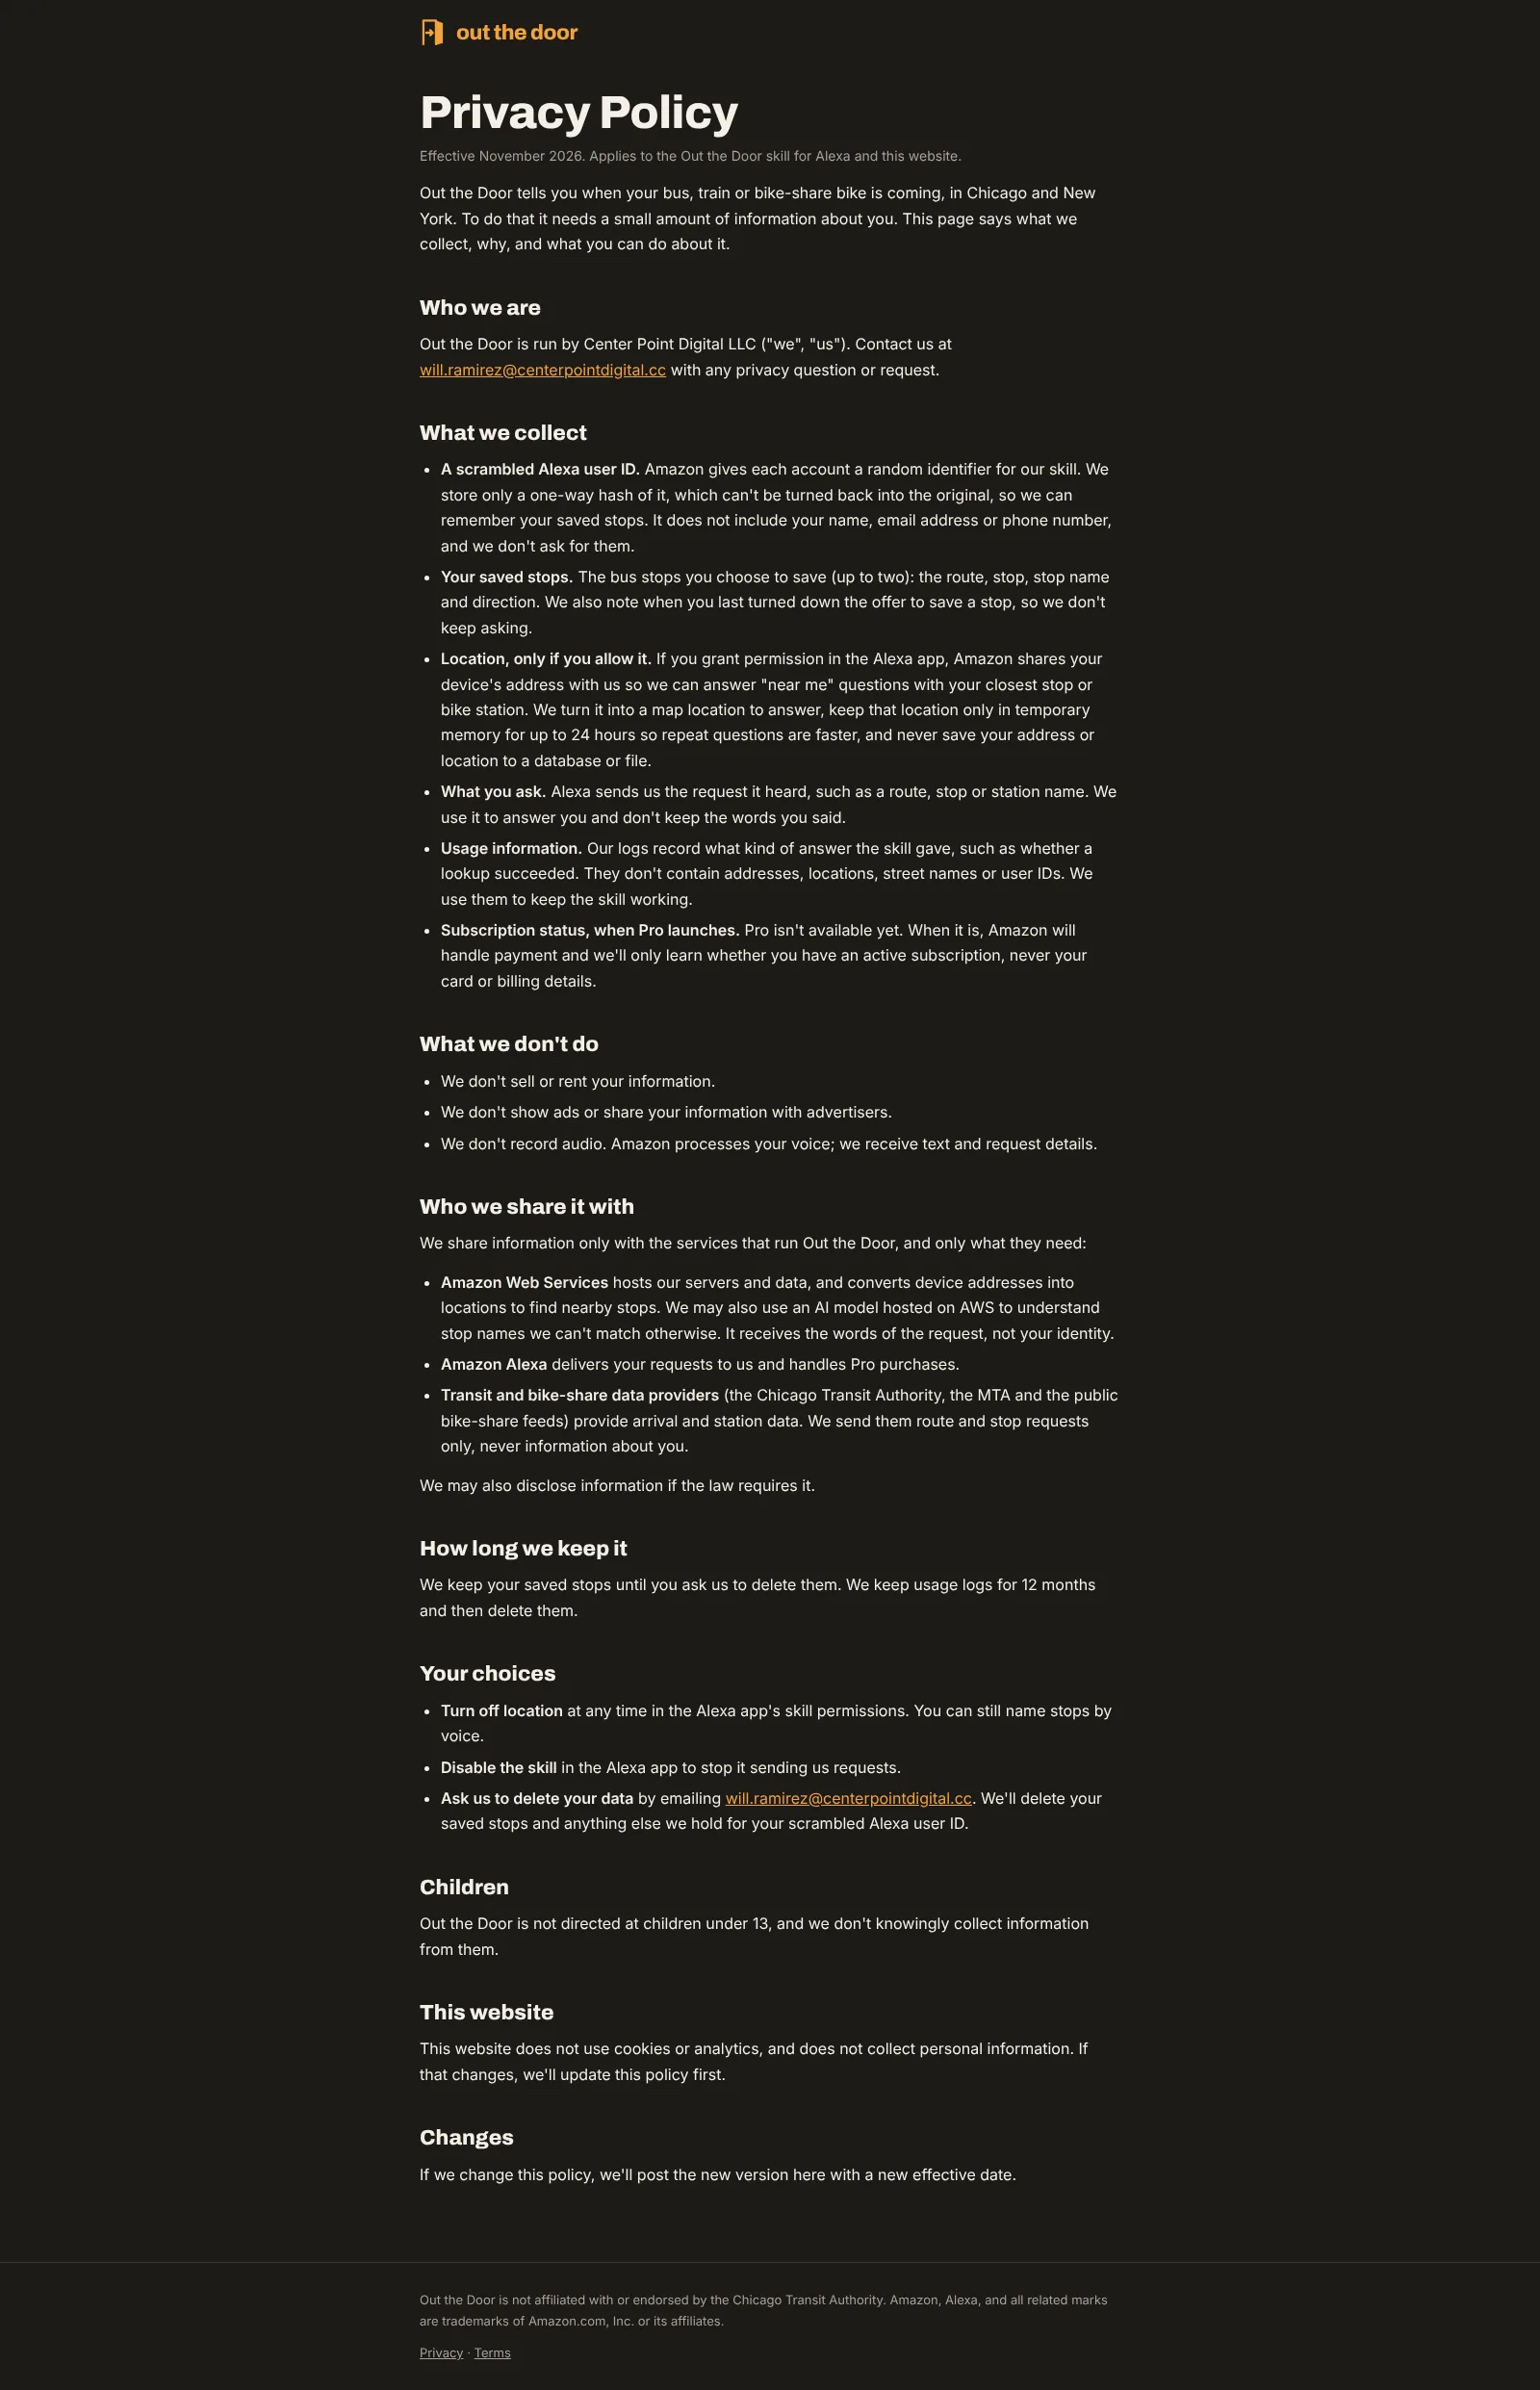 out the door
Privacy Policy
Effective November 2026. Applies to the Out the Door skill for Alexa and this website.
Out the Door tells you when your bus, train or bike-share bike is coming, in Chicago and New
York. To do that it needs a small amount of information about you. This page says what we
collect, why, and what you can do about it.
Who we are
Out the Door is run by Center Point Digital LLC ("we", "us"). Contact us at
will.ramirez@centerpointdigital.cc with any privacy question or request.
What we collect
• A scrambled Alexa user ID. Amazon gives each account a random identifier for our skill. We
store only a one-way hash of it, which can't be turned back into the original, so we can
remember your saved stops. It does not include your name, email address or phone number,
and we don't ask for them.
• Your saved stops. The bus stops you choose to save (up to two): the route, stop, stop name
and direction. We also note when you last turned down the offer to save a stop, so we don't
keep asking.
• Location, only if you allow it. If you grant permission in the Alexa app, Amazon shares your
device's address with us so we can answer "near me" questions with your closest stop or
bike station. We turn it into a map location to answer, keep that location only in temporary
memory for up to 24 hours so repeat questions are faster, and never save your address or
location to a database or file.
• What you ask. Alexa sends us the request it heard, such as a route, stop or station name. We
use it to answer you and don't keep the words you said.
• Usage information. Our logs record what kind of answer the skill gave, such as whether a
lookup succeeded. They don't contain addresses, locations, street names or user IDs. We
use them to keep the skill working.
• Subscription status, when Pro launches. Pro isn't available yet. When it is, Amazon will
handle payment and we'll only learn whether you have an active subscription, never your
card or billing details.
What we don't do
• We don't sell or rent your information.
• We don't show ads or share your information with advertisers.
• We don't record audio. Amazon processes your voice; we receive text and request details.
Who we share it with
We share information only with the services that run Out the Door, and only what they need:
• Amazon Web Services hosts our servers and data, and converts device addresses into
locations to find nearby stops. We may also use an AI model hosted on AWS to understand
stop names we can't match otherwise. It receives the words of the request, not your identity.
• Amazon Alexa delivers your requests to us and handles Pro purchases.
• Transit and bike-share data providers (the Chicago Transit Authority, the MTA and the public
bike-share feeds) provide arrival and station data. We send them route and stop requests
only, never information about you.
We may also disclose information if the law requires it.
How long we keep it
We keep your saved stops until you ask us to delete them. We keep usage logs for 12 months
and then delete them.
Your choices
• Turn off location at any time in the Alexa app's skill permissions. You can still name stops by
voice.
• Disable the skill in the Alexa app to stop it sending us requests.
• Ask us to delete your data by emailing will.ramirez@centerpointdigital.cc. We'll delete your
saved stops and anything else we hold for your scrambled Alexa user ID.
Children
Out the Door is not directed at children under 13, and we don't knowingly collect information
from them.
This website
This website does not use cookies or analytics, and does not collect personal information. If
that changes, we'll update this policy first.
Changes
If we change this policy, we'll post the new version here with a new effective date.
Out the Door is not affiliated with or endorsed by the Chicago Transit Authority. Amazon, Alexa, and all related marks
are trademarks of Amazon.com, Inc. or its affiliates.
Privacy · Terms